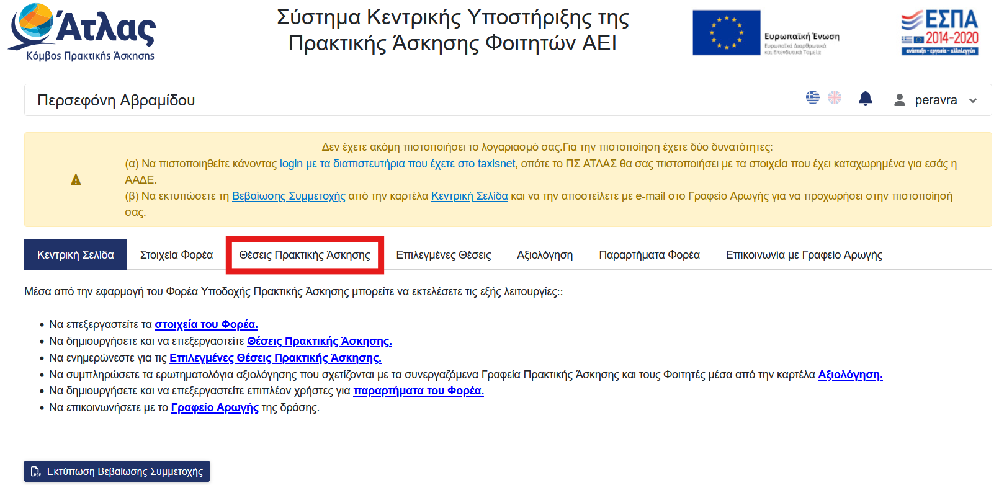 Άτλας
Κόμβος Πρακτικής Άσκησης
Σύστημα Κεντρικής Υποστήριξης της
Πρακτικής Άσκησης Φοιτητών ΑΕΙ
Ευρωπαϊκή Ένωση
Ευρωπαϊκά Διαρθρωτικά
και Επενδυτικά Ταμεία
ΕΣΠΑ
2014-2020
ανάπτυξη - εργασία - αλληλεγγύη
Περσεφόνη Αβραμίδου
peravra
Δεν έχετε ακόμη πιστοποιήσει το λογαριασμό σας.Για την πιστοποίηση έχετε δύο δυνατότητες:
(α) Να πιστοποιηθείτε κάνοντας login με τα διαπιστευτήρια που έχετε στο taxisnet, οπότε το ΠΣ ΑΤΛΑΣ θα σας πιστοποιήσει με τα στοιχεία που έχει καταχωρημένα για εσάς η
ΑΑΔΕ.
(β) Να εκτυπώσετε τη Βεβαίωσης Συμμετοχής από την καρτέλα Κεντρική Σελίδα και να την αποστείλετε με e-mail στο Γραφείο Αρωγής για να προχωρήσει στην πιστοποίησή
σας.
Κεντρική Σελίδα Στοιχεία Φορέα Θέσεις Πρακτικής Άσκησης Επιλεγμένες Θέσεις Αξιολόγηση Παραρτήματα Φορέα Επικοινωνία με Γραφείο Αρωγής
Μέσα από την εφαρμογή του Φορέα Υποδοχής Πρακτικής Άσκησης μπορείτε να εκτελέσετε τις εξής λειτουργίες::
• Να επεξεργαστείτε τα στοιχεία του Φορέα.
• Να δημιουργήσετε και να επεξεργαστείτε Θέσεις Πρακτικής Άσκησης.
• Να ενημερώνεστε για τις Επιλεγμένες Θέσεις Πρακτικής Άσκησης.
• Να συμπληρώσετε τα ερωτηματολόγια αξιολόγησης που σχετίζονται με τα συνεργαζόμενα Γραφεία Πρακτικής Άσκησης και τους Φοιτητές μέσα από την καρτέλα Αξιολόγηση.
• Να δημιουργήσετε και να επεξεργαστείτε επιπλέον χρήστες για παραρτήματα του Φορέα.
• Να επικοινωνήσετε με το Γραφείο Αρωγής της δράσης.
PDF Εκτύπωση Βεβαίωσης Συμμετοχής